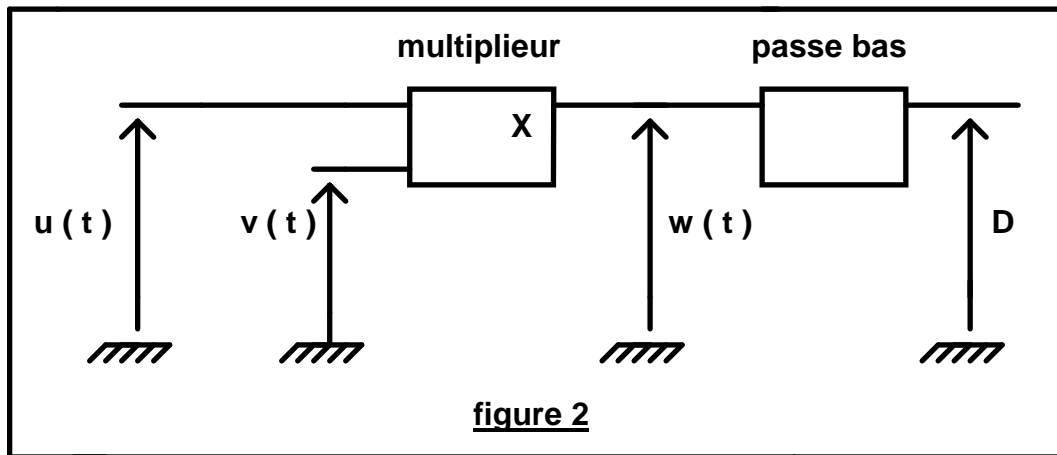 multiplieur passe bas
X
u ( t ) v ( t ) w ( t ) D
figure 2